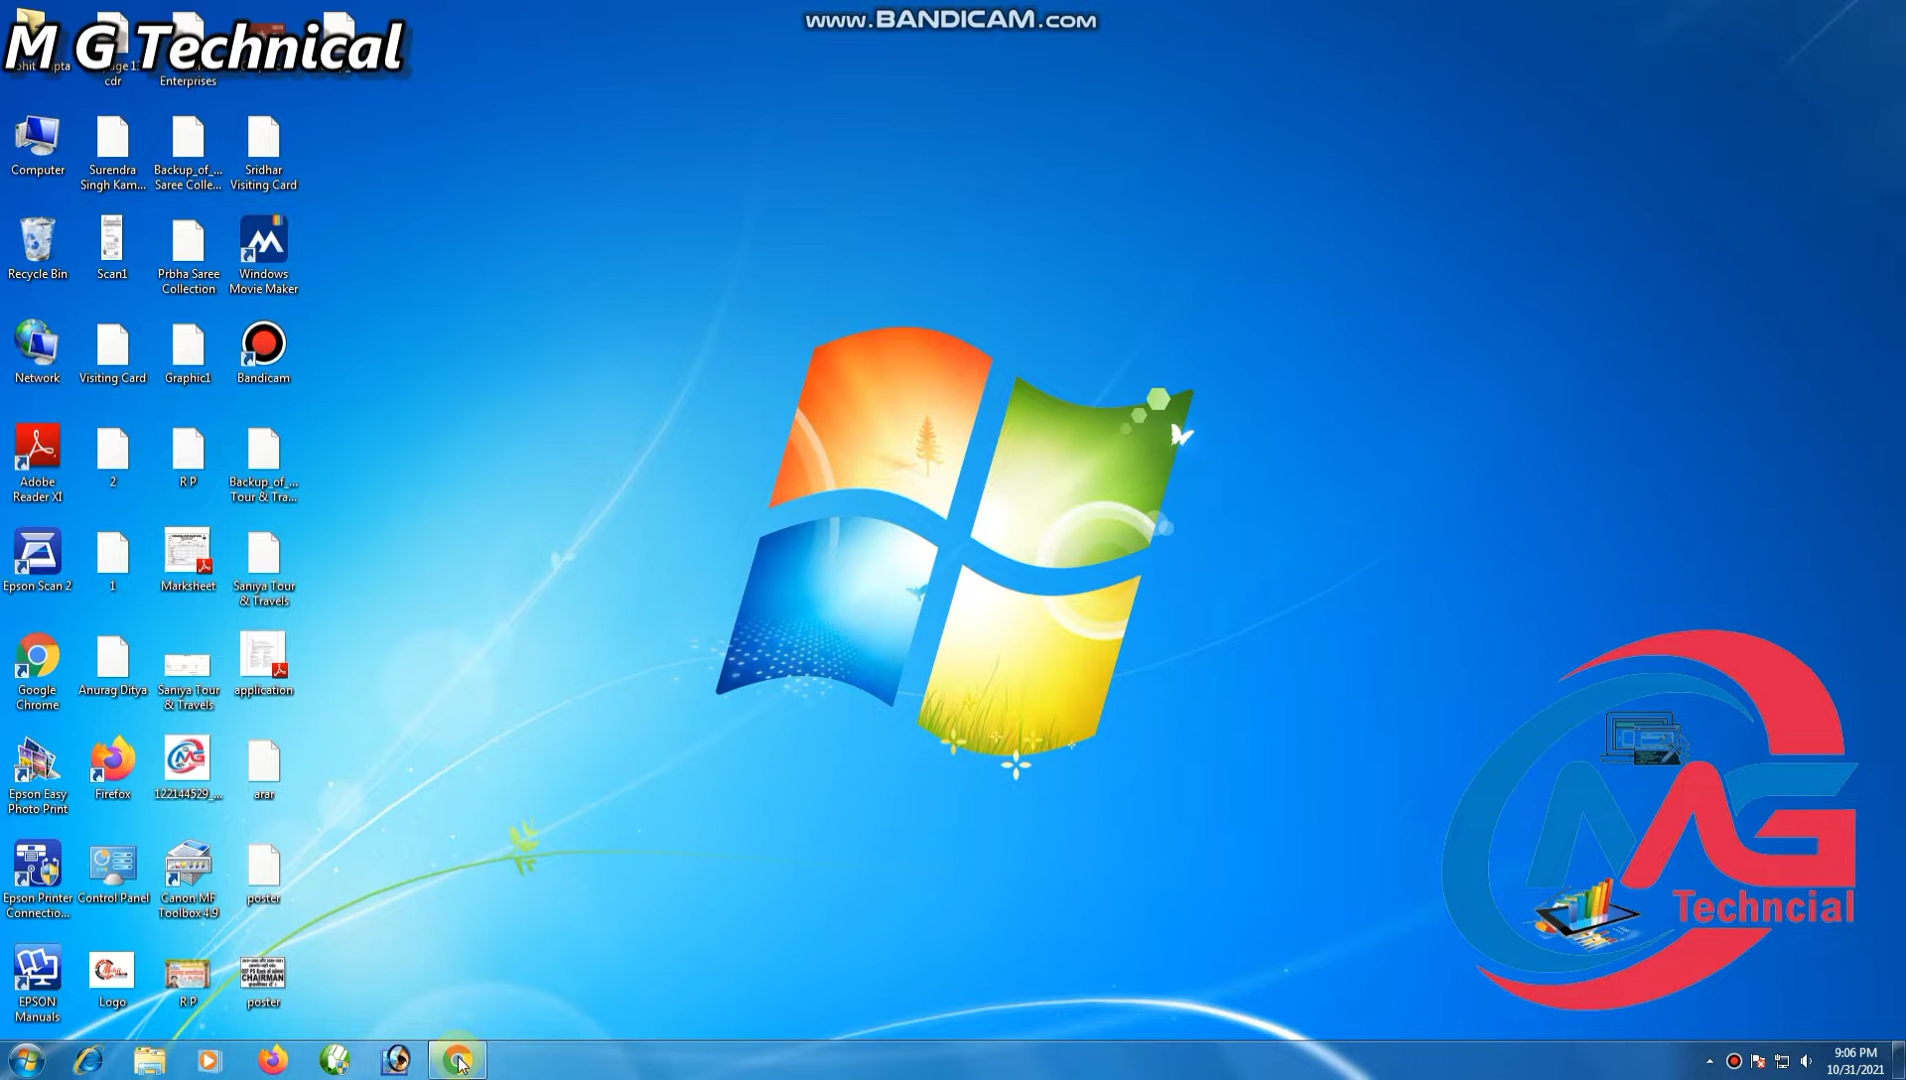 M G Technical
www.BANDICAM.com
cdr
Enterprises
Computer
Surendra
Singh Kam...
Backup_of_...
Saree Colle...
Sridhar
Visiting Card
Recycle Bin
Scan1
Prbha Saree
Collection
Windows
Movie Maker
Network
Visiting Card
Graphic1
Bandicam
Adobe
Reader XI
2
R P
Backup_of_...
Tour & Tra...
Epson Scan 2
1
Marksheet
Saniya Tour
& Travels
Google
Chrome
Anurag Ditya
Saniya Tour
& Travels
application
Epson Easy
Photo Print
Firefox
122144529_...
arar
Epson Printer
Connectio...
Control Panel
Canon MF
Toolbox 4.9
poster
EPSON
Manuals
Logo
R P
CHAIRMAN
poster
MG
Techncial
9:06 PM
10/31/2021